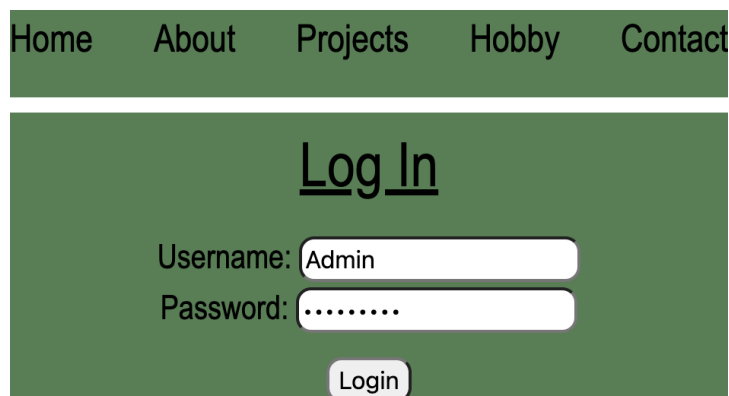 Home About Projects Hobby Contact
Log In
Username: Admin
Password: •••••••••
Login